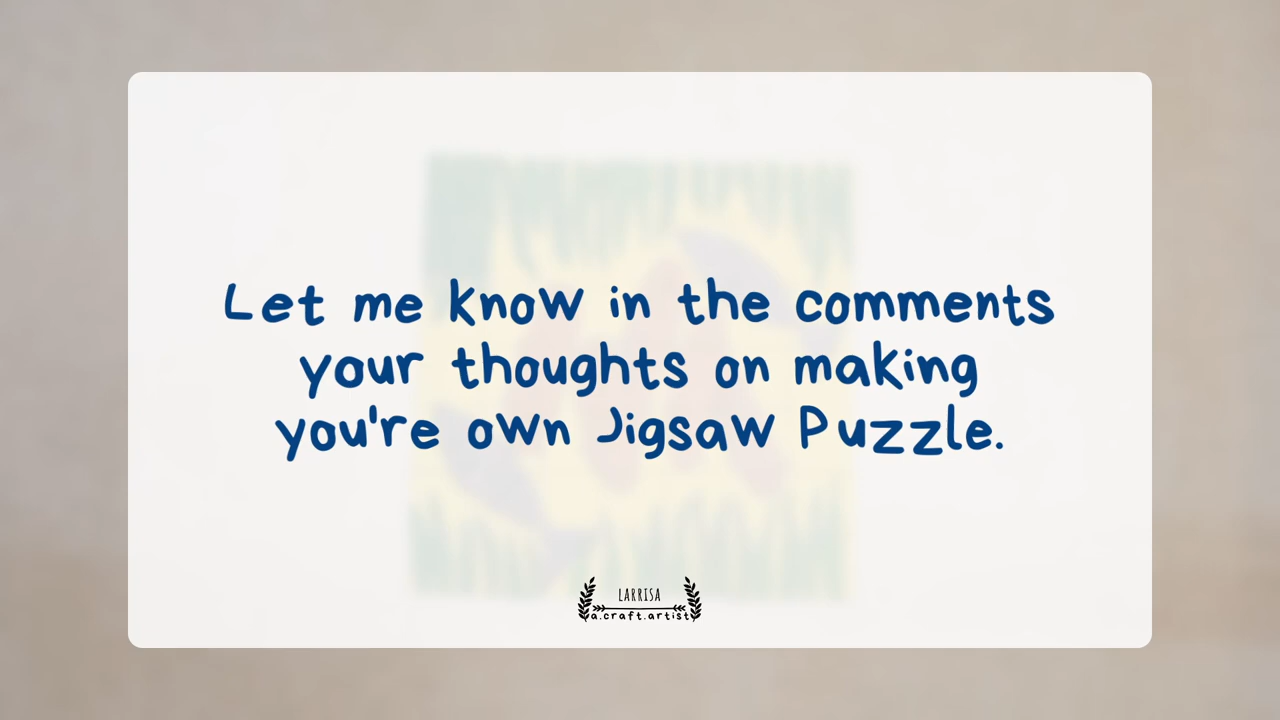 Let me know in the comments
your thoughts on making
you're own Jigsaw Puzzle.
LARRISA
a.craft.artist